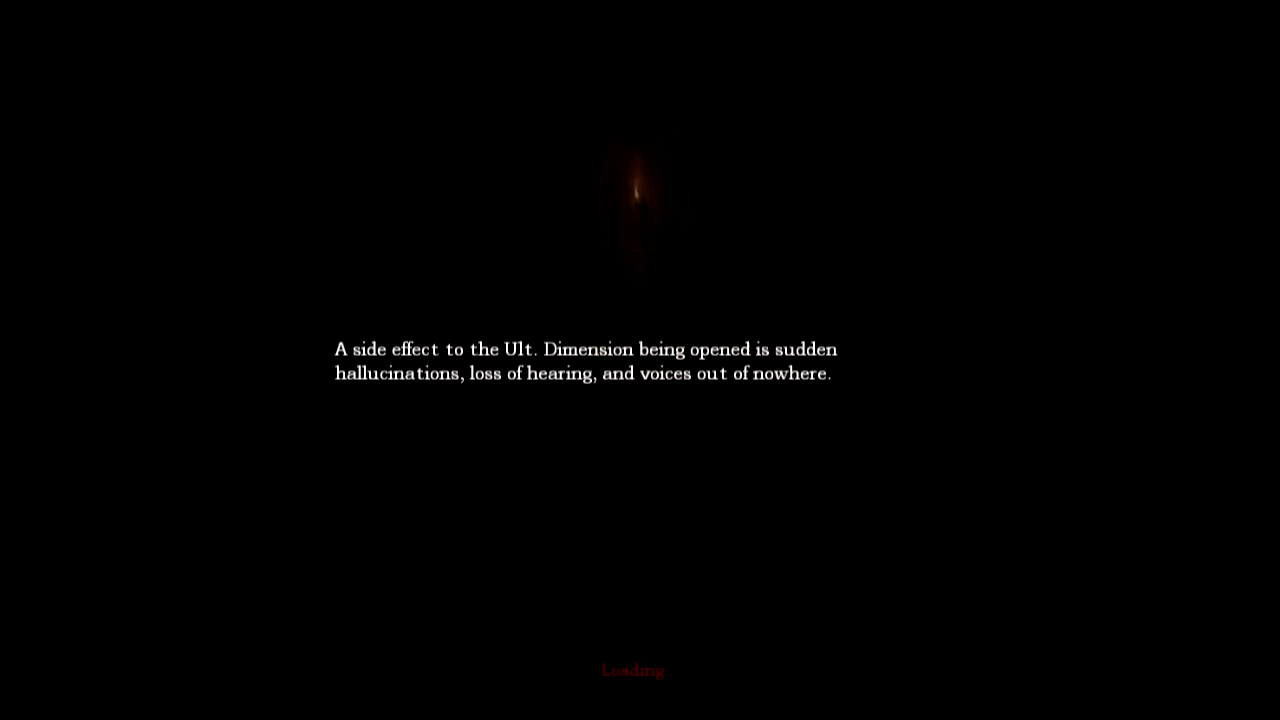 A side effect to the Ult. Dimension being opened is sudden
hallucinations, loss of hearing, and voices out of nowhere.
Loading.